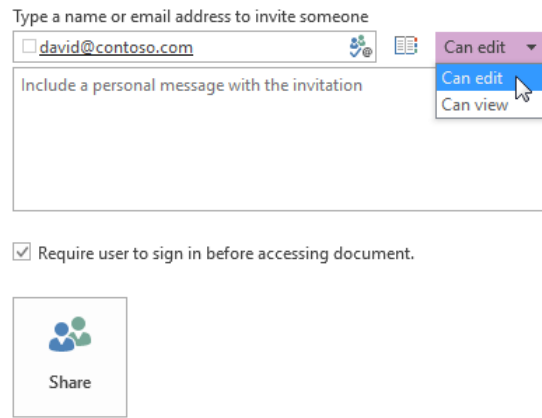 Type a name or email address to invite someone
david@contoso.com
Can edit
Can edit
Can view
Include a personal message with the invitation
Require user to sign in before accessing document.
Share